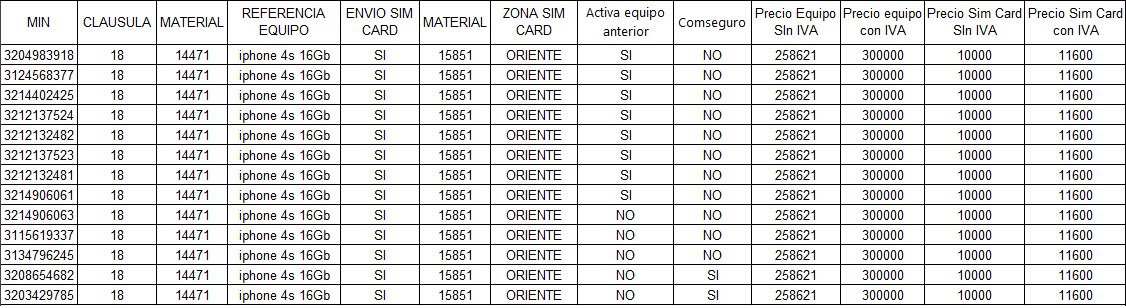 MIN CLAUSULA MATERIAL REFERENCIA EQUIPO ENVIO SIM CARD MATERIAL ZONA SIM CARD Activa equipo anterior Comseguro Precio Equipo SIn IVA Precio equipo con IVA Precio Sim Card SIn IVA Precio Sim Card con IVA
3204983918 18 14471 iphone 4s 16Gb SI 15851 ORIENTE SI NO 258621 300000 10000 11600
3124568377 18 14471 iphone 4s 16Gb SI 15851 ORIENTE SI NO 258621 300000 10000 11600
3214402425 18 14471 iphone 4s 16Gb SI 15851 ORIENTE SI NO 258621 300000 10000 11600
3212137524 18 14471 iphone 4s 16Gb SI 15851 ORIENTE SI NO 258621 300000 10000 11600
3212132482 18 14471 iphone 4s 16Gb SI 15851 ORIENTE SI NO 258621 300000 10000 11600
3212137523 18 14471 iphone 4s 16Gb SI 15851 ORIENTE SI NO 258621 300000 10000 11600
3212132481 18 14471 iphone 4s 16Gb SI 15851 ORIENTE SI NO 258621 300000 10000 11600
3214906061 18 14471 iphone 4s 16Gb SI 15851 ORIENTE SI NO 258621 300000 10000 11600
3214906063 18 14471 iphone 4s 16Gb SI 15851 ORIENTE NO NO 258621 300000 10000 11600
3115619337 18 14471 iphone 4s 16Gb SI 15851 ORIENTE NO NO 258621 300000 10000 11600
3134796245 18 14471 iphone 4s 16Gb SI 15851 ORIENTE NO NO 258621 300000 10000 11600
3208654682 18 14471 iphone 4s 16Gb SI 15851 ORIENTE NO SI 258621 300000 10000 11600
3203429785 18 14471 iphone 4s 16Gb SI 15851 ORIENTE NO SI 258621 300000 10000 11600